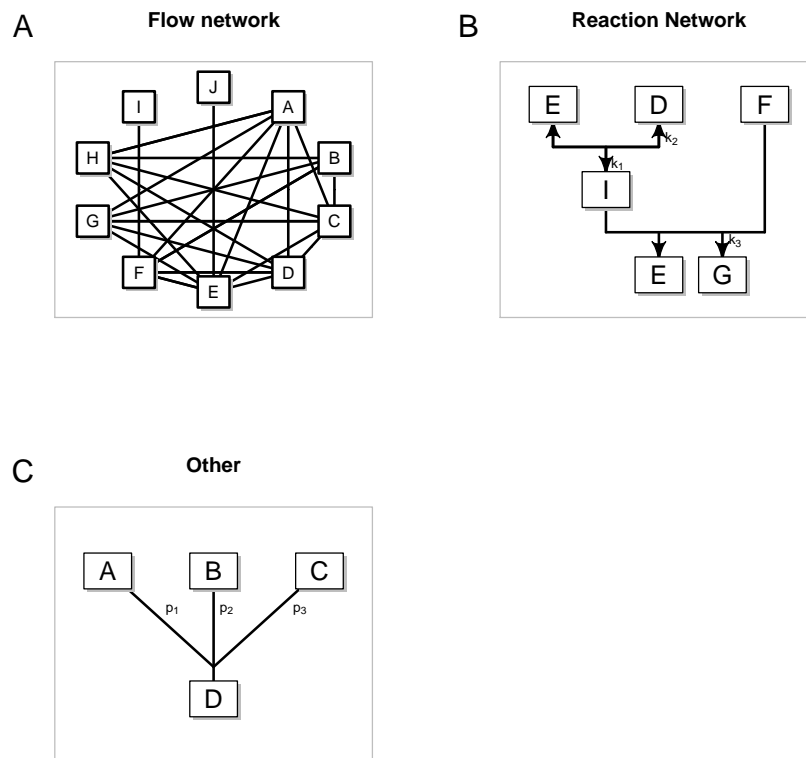 A
Flow network
J
I
A
H
B
G
C
F
D
E
B
Reaction Network
E
D
F
k2
k1
I
k3
E
G
C
Other
A
B
C
p1
p2
p3
D